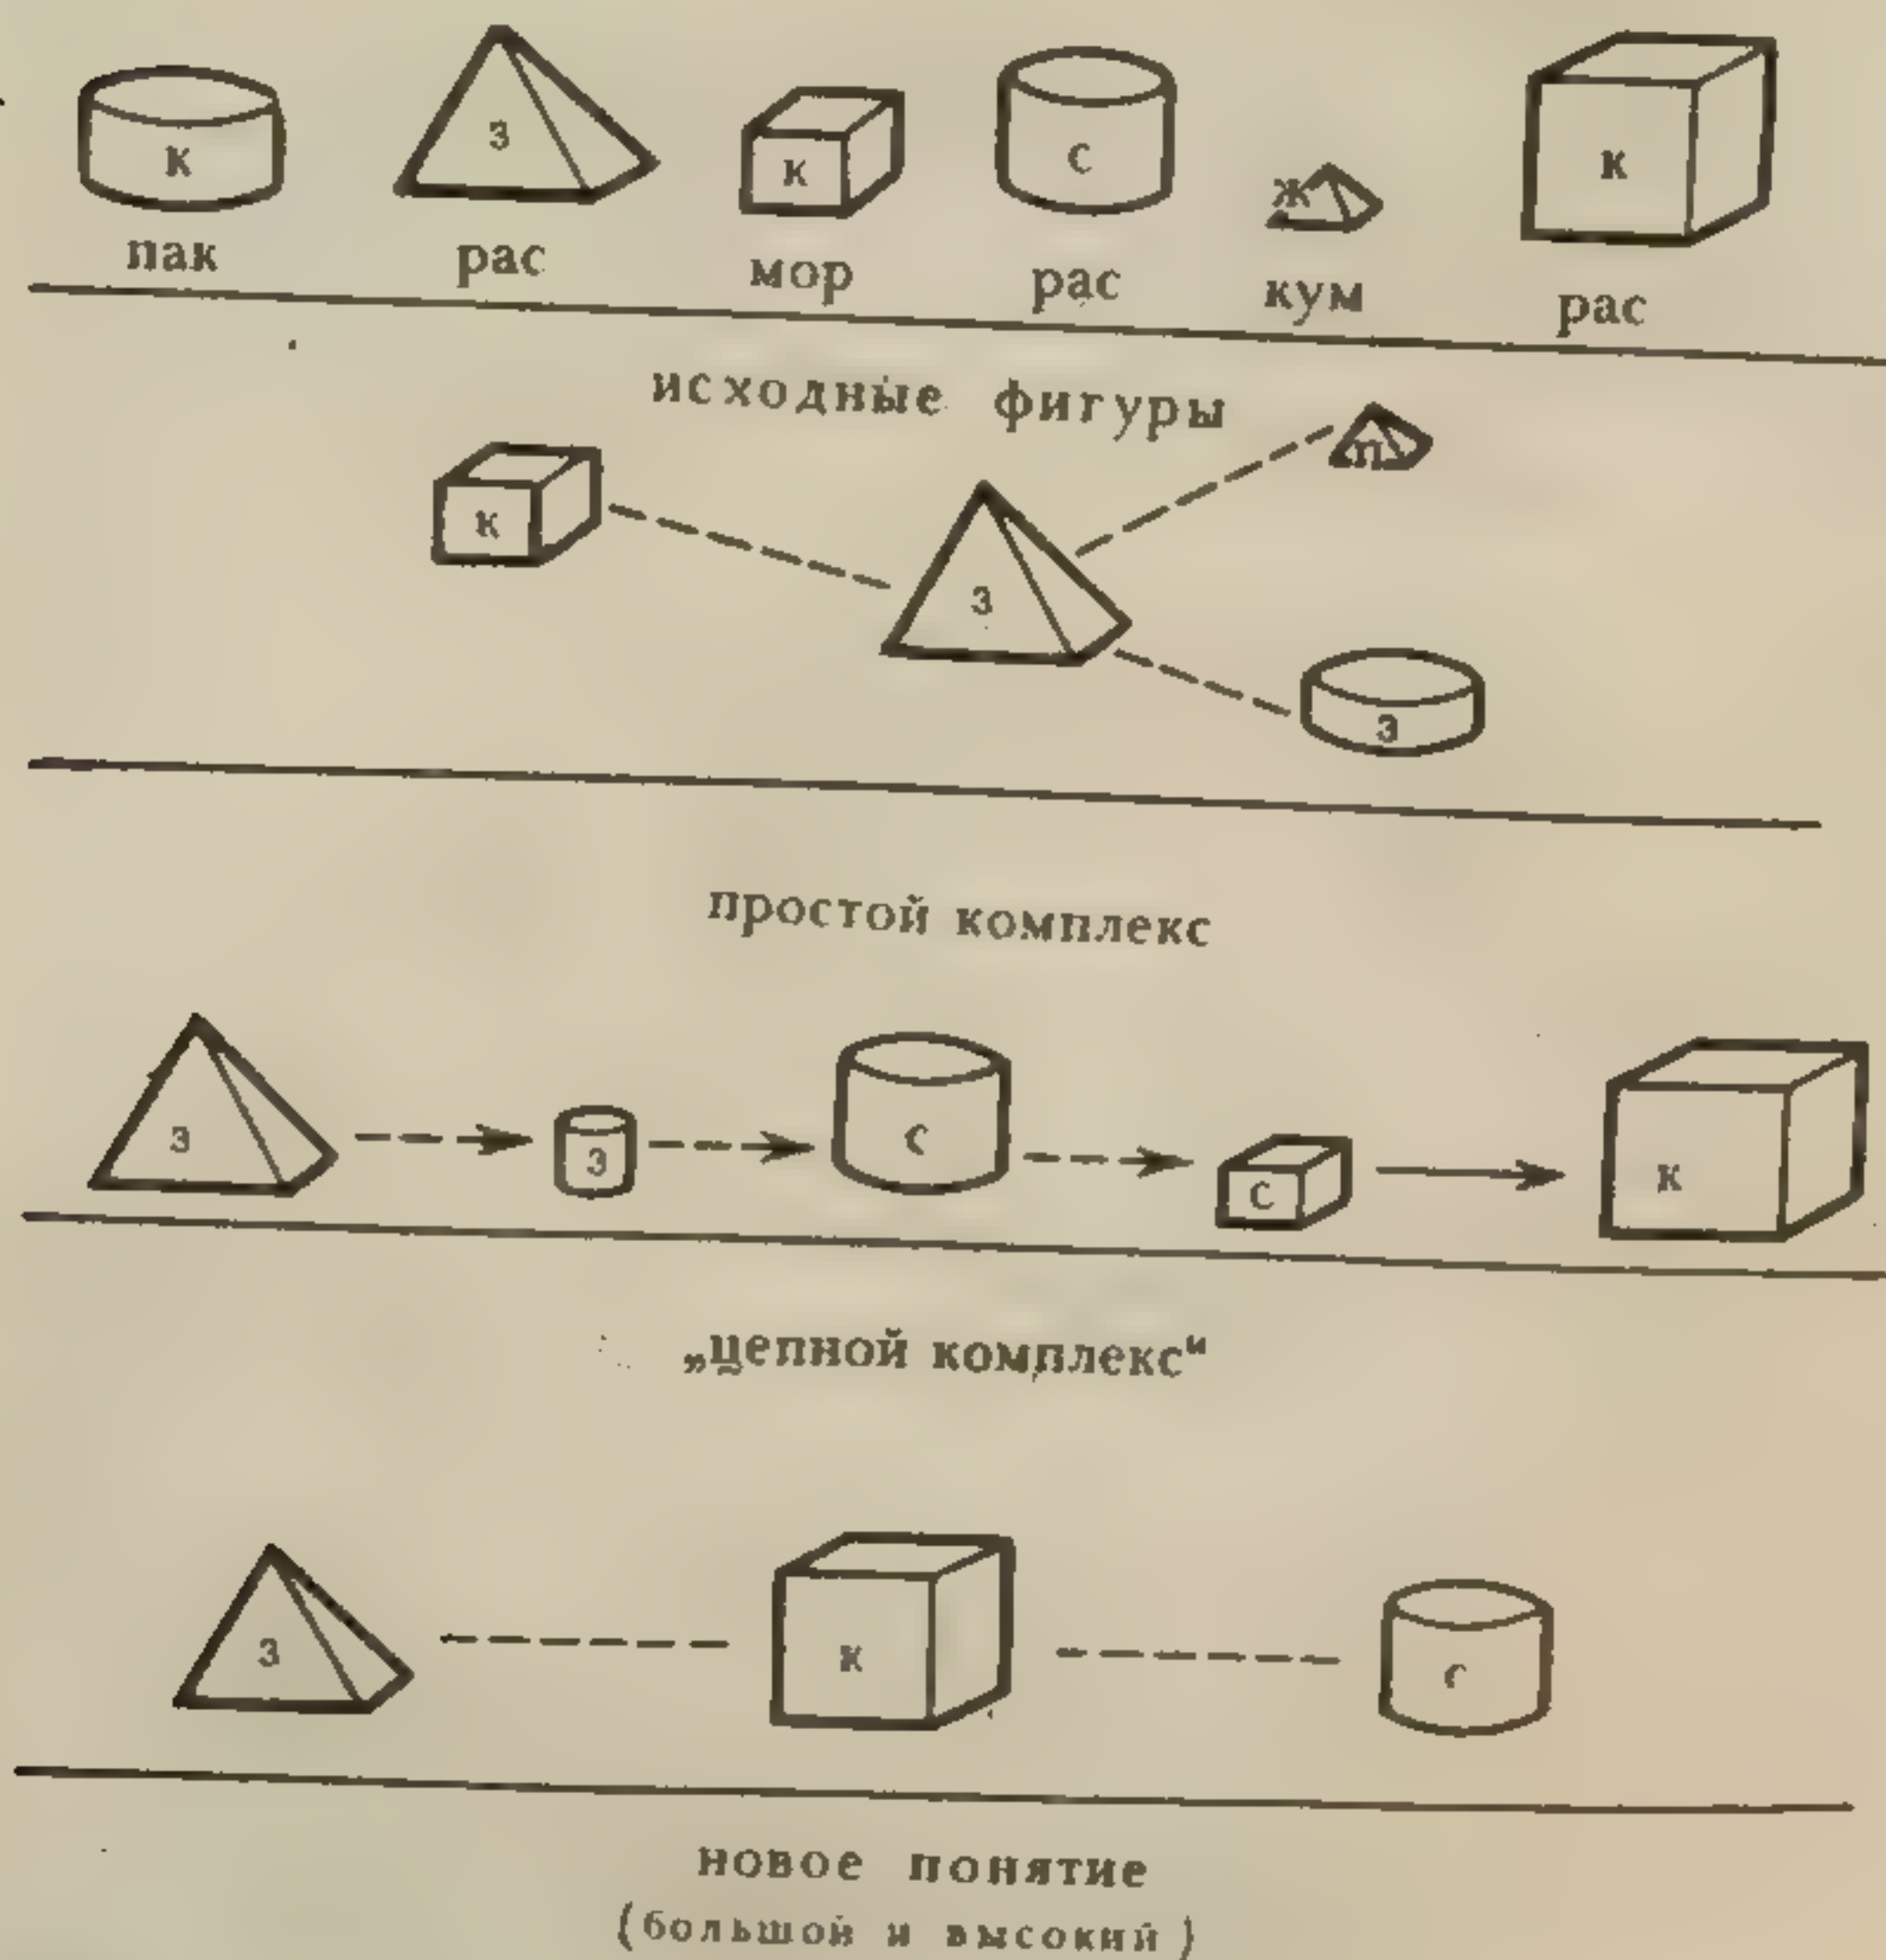 К З К С Ж К
пак рас мор рас кум рас
исходные фигуры
П
К З
З
простой комплекс
З З С С К
„цепной комплекс“
З К С
новое понятие
(большой и высокий)